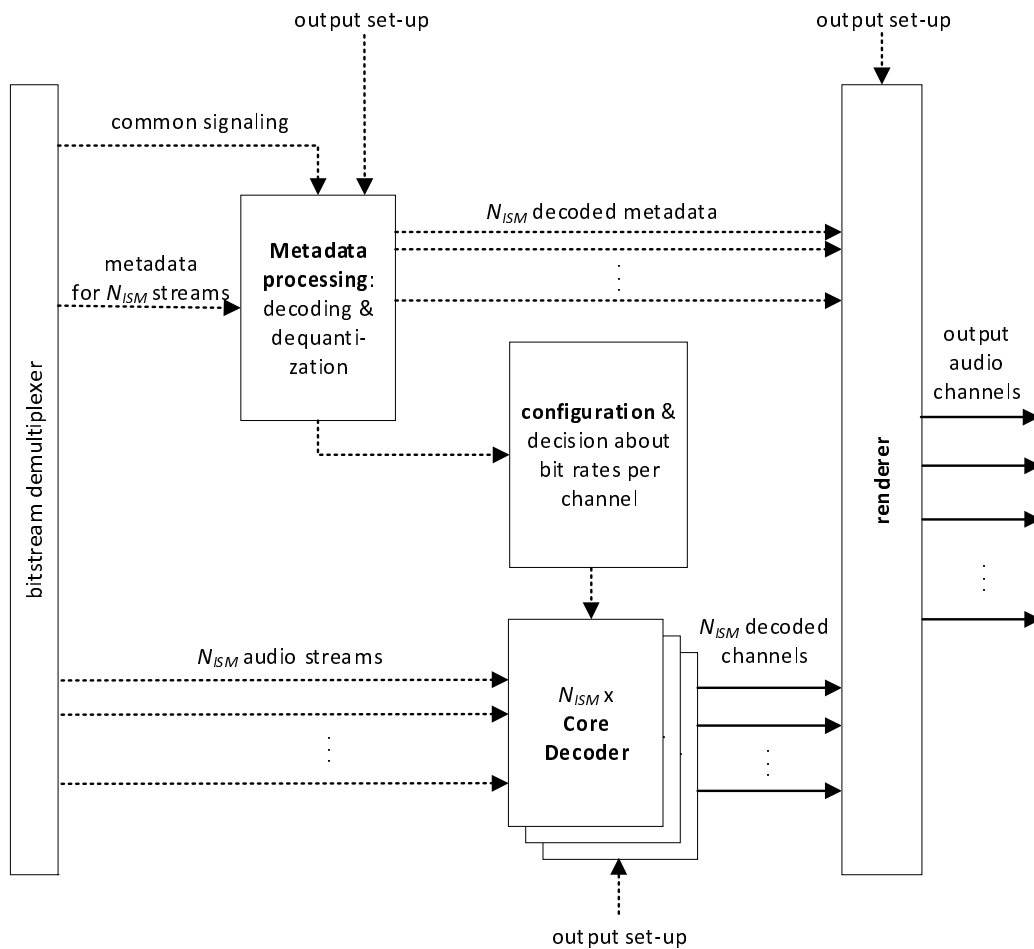 output set-up
output set-up
common signaling
N_ISM decoded metadata
Metadata
processing:
decoding &
dequanti-
zation
metadata
for N_ISM streams
output
audio
channels
configuration &
decision about
bit rates per
channel
bitstream demultiplexer
renderer
N_ISM audio streams
N_ISM decoded
channels
N_ISM x
Core
Decoder
output set-up